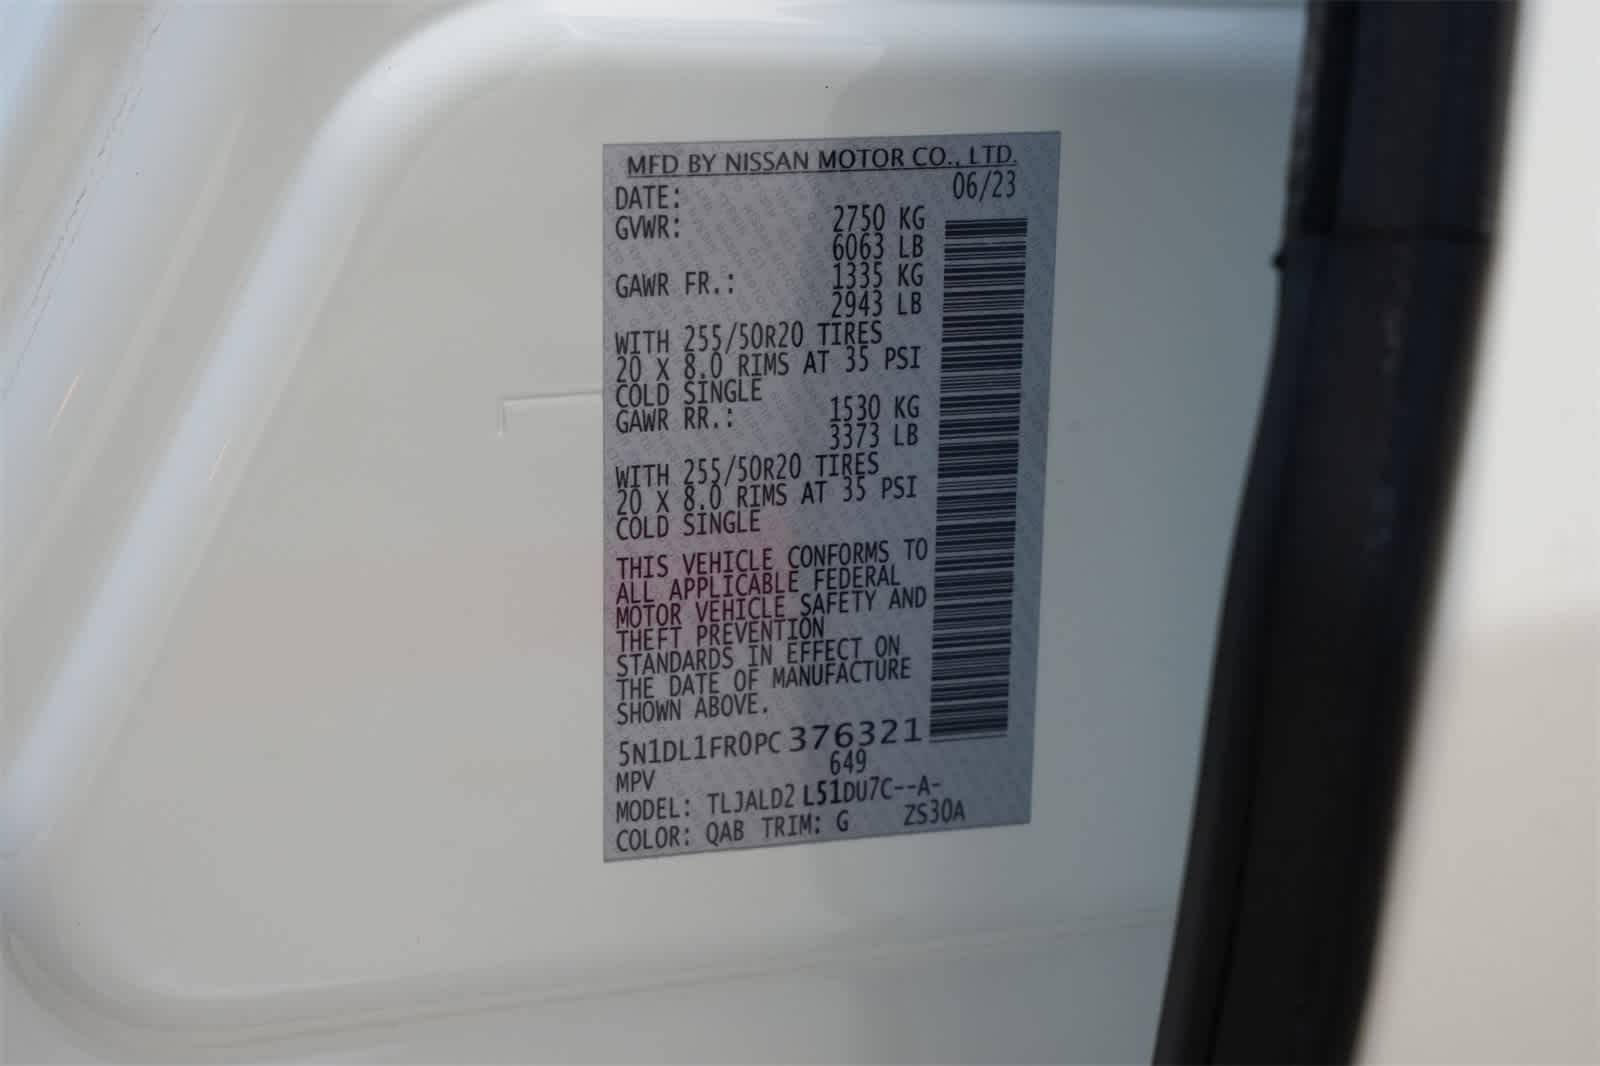 MFD BY NISSAN MOTOR CO., LTD.
DATE: 06/23
GVWR: 2750 KG
6063 LB
GAWR FR.: 1335 KG
2943 LB
WITH 255/50R20 TIRES
20 X 8.0 RIMS AT 35 PSI
COLD SINGLE
GAWR RR.: 1530 KG
3373 LB
WITH 255/50R20 TIRES
20 X 8.0 RIMS AT 35 PSI
COLD SINGLE
THIS VEHICLE CONFORMS TO
ALL APPLICABLE FEDERAL
MOTOR VEHICLE SAFETY AND
THEFT PREVENTION
STANDARDS IN EFFECT ON
THE DATE OF MANUFACTURE
SHOWN ABOVE.
5N1DL1FR0PC376321
MPV 649
MODEL: TLJALD2 L51DU7C--A-
COLOR: QAB TRIM: G ZS30A